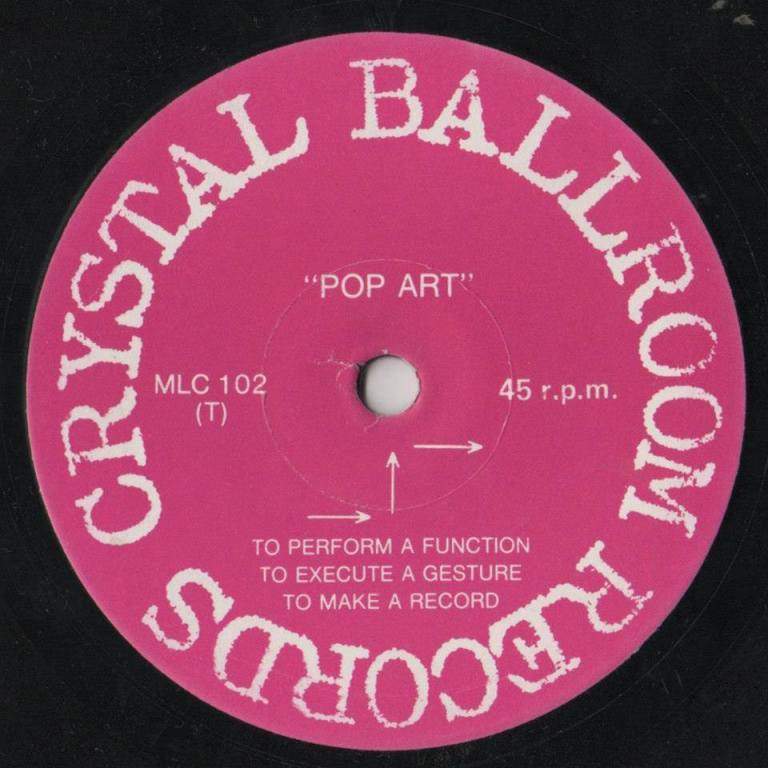 CRYSTAL BALLROOM RECORDS
"POP ART"
MLC 102
(T)
45 r.p.m.
TO PERFORM A FUNCTION
TO EXECUTE A GESTURE
TO MAKE A RECORD